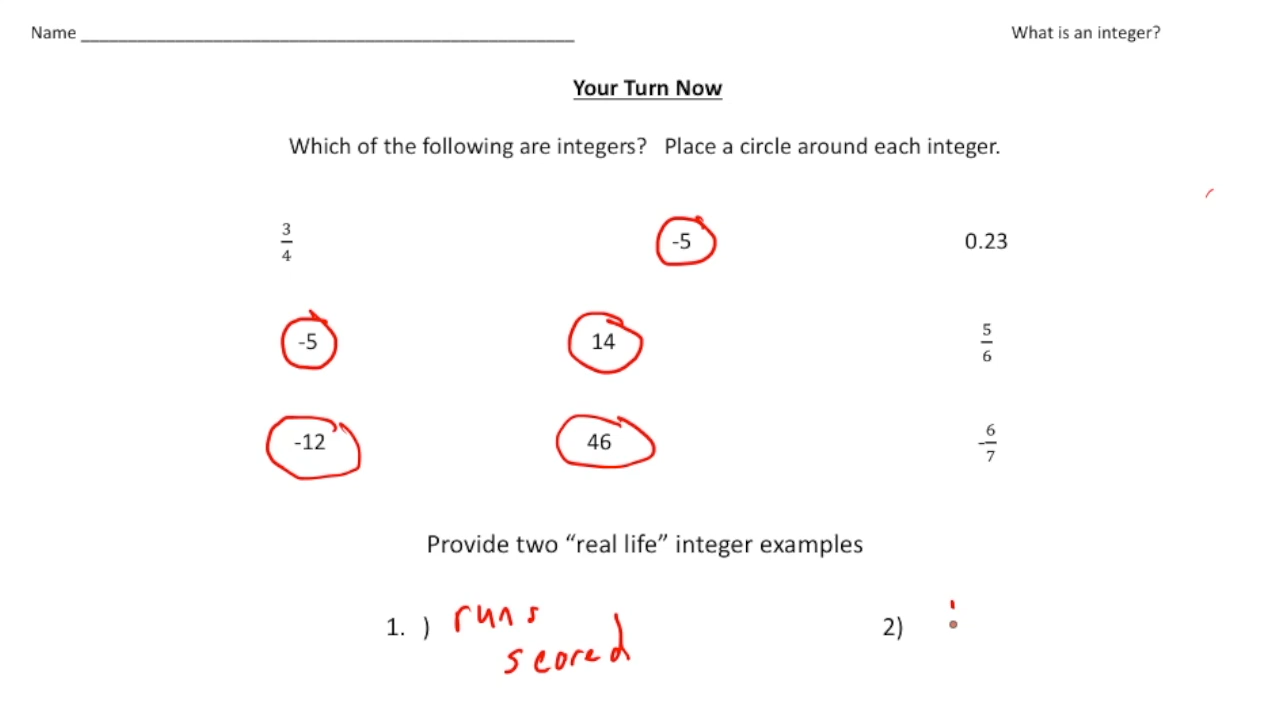 Name ______________________________ What is an integer?
Your Turn Now
Which of the following are integers? Place a circle around each integer.
3/4 -5 0.23
-5 14 5/6
-12 46 -6/7
Provide two “real life” integer examples
1. ) runs 2)
scored